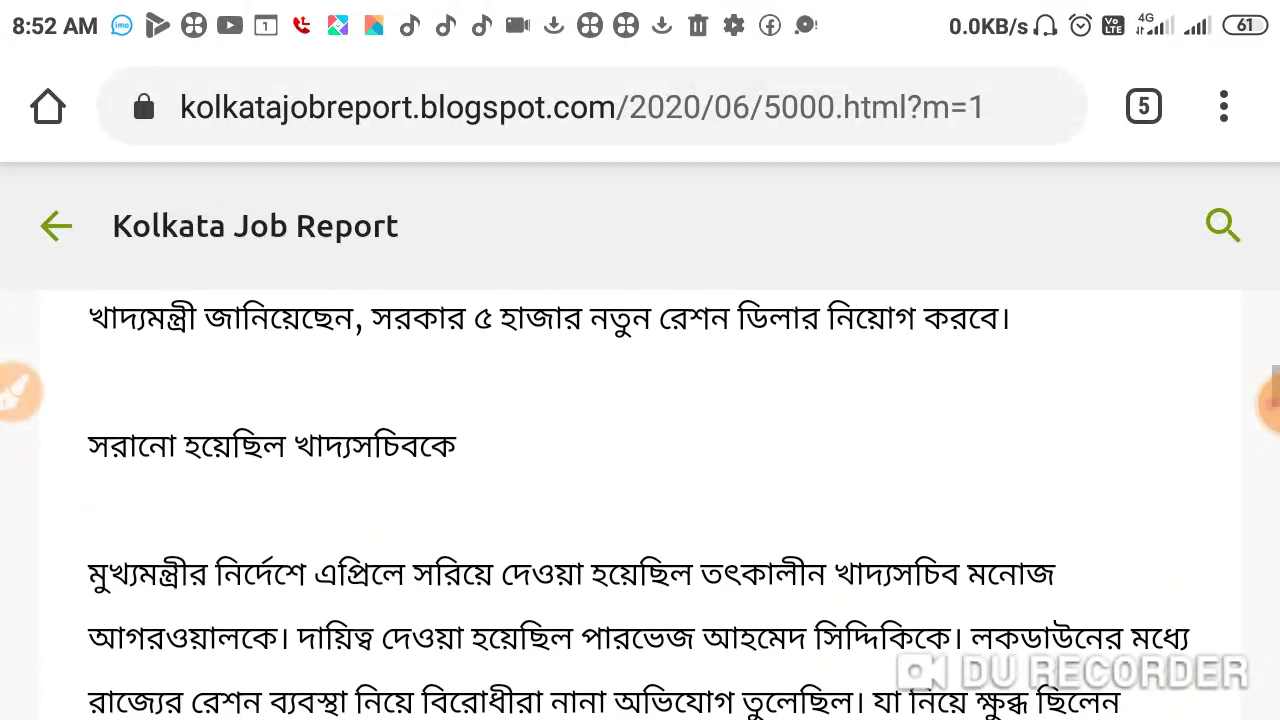 8:52 AM 0.0KB/s 4G 61
kolkatajobreport.blogspot.com/2020/06/5000.html?m=1 5
Kolkata Job Report
খাদ্যমন্ত্রী জানিয়েছেন, সরকার ৫ হাজার নতুন রেশন ডিলার নিয়োগ করবে।
সরানো হয়েছিল খাদ্যসচিবকে
মুখ্যমন্ত্রীর নির্দেশে এপ্রিলে সরিয়ে দেওয়া হয়েছিল তৎকালীন খাদ্যসচিব মনোজ
আগরওয়ালকে। দায়িত্ব দেওয়া হয়েছিল পারভেজ আহমেদ সিদ্দিকিকে। লকডাউনের মধ্যে
DU RECORDER
রাজ্যের রেশন ব্যবস্থা নিয়ে বিরোধীরা নানা অভিযোগ তুলেছিল। যা নিয়ে ক্ষুব্ধ ছিলেন